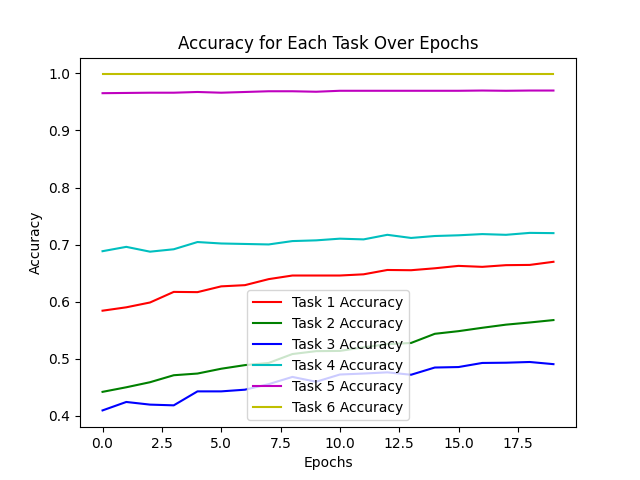 Accuracy for Each Task Over Epochs
1.0
0.9
0.8
0.7
0.6
0.5
0.4
Accuracy
Task 1 Accuracy
Task 2 Accuracy
Task 3 Accuracy
Task 4 Accuracy
Task 5 Accuracy
Task 6 Accuracy
0.0 2.5 5.0 7.5 10.0 12.5 15.0 17.5
Epochs